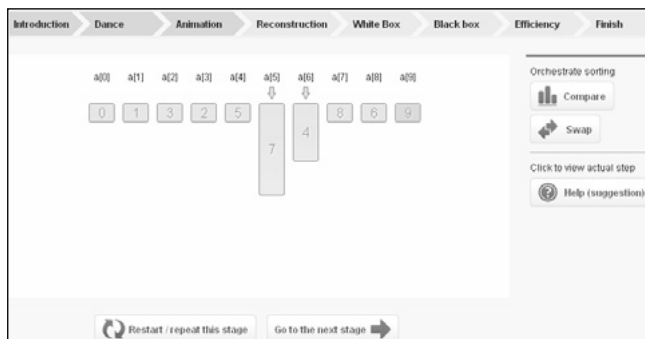 Introduction Dance Animation Reconstruction White Box Black box Efficiency Finish
a[0] a[1] a[2] a[3] a[4] a[5] a[6] a[7] a[8] a[9]
0 1 3 2 5 7 4 8 6 9
Orchestrate sorting
Compare
Swap
Click to view actual step
Help (suggestion)
Restart / repeat this stage Go to the next stage